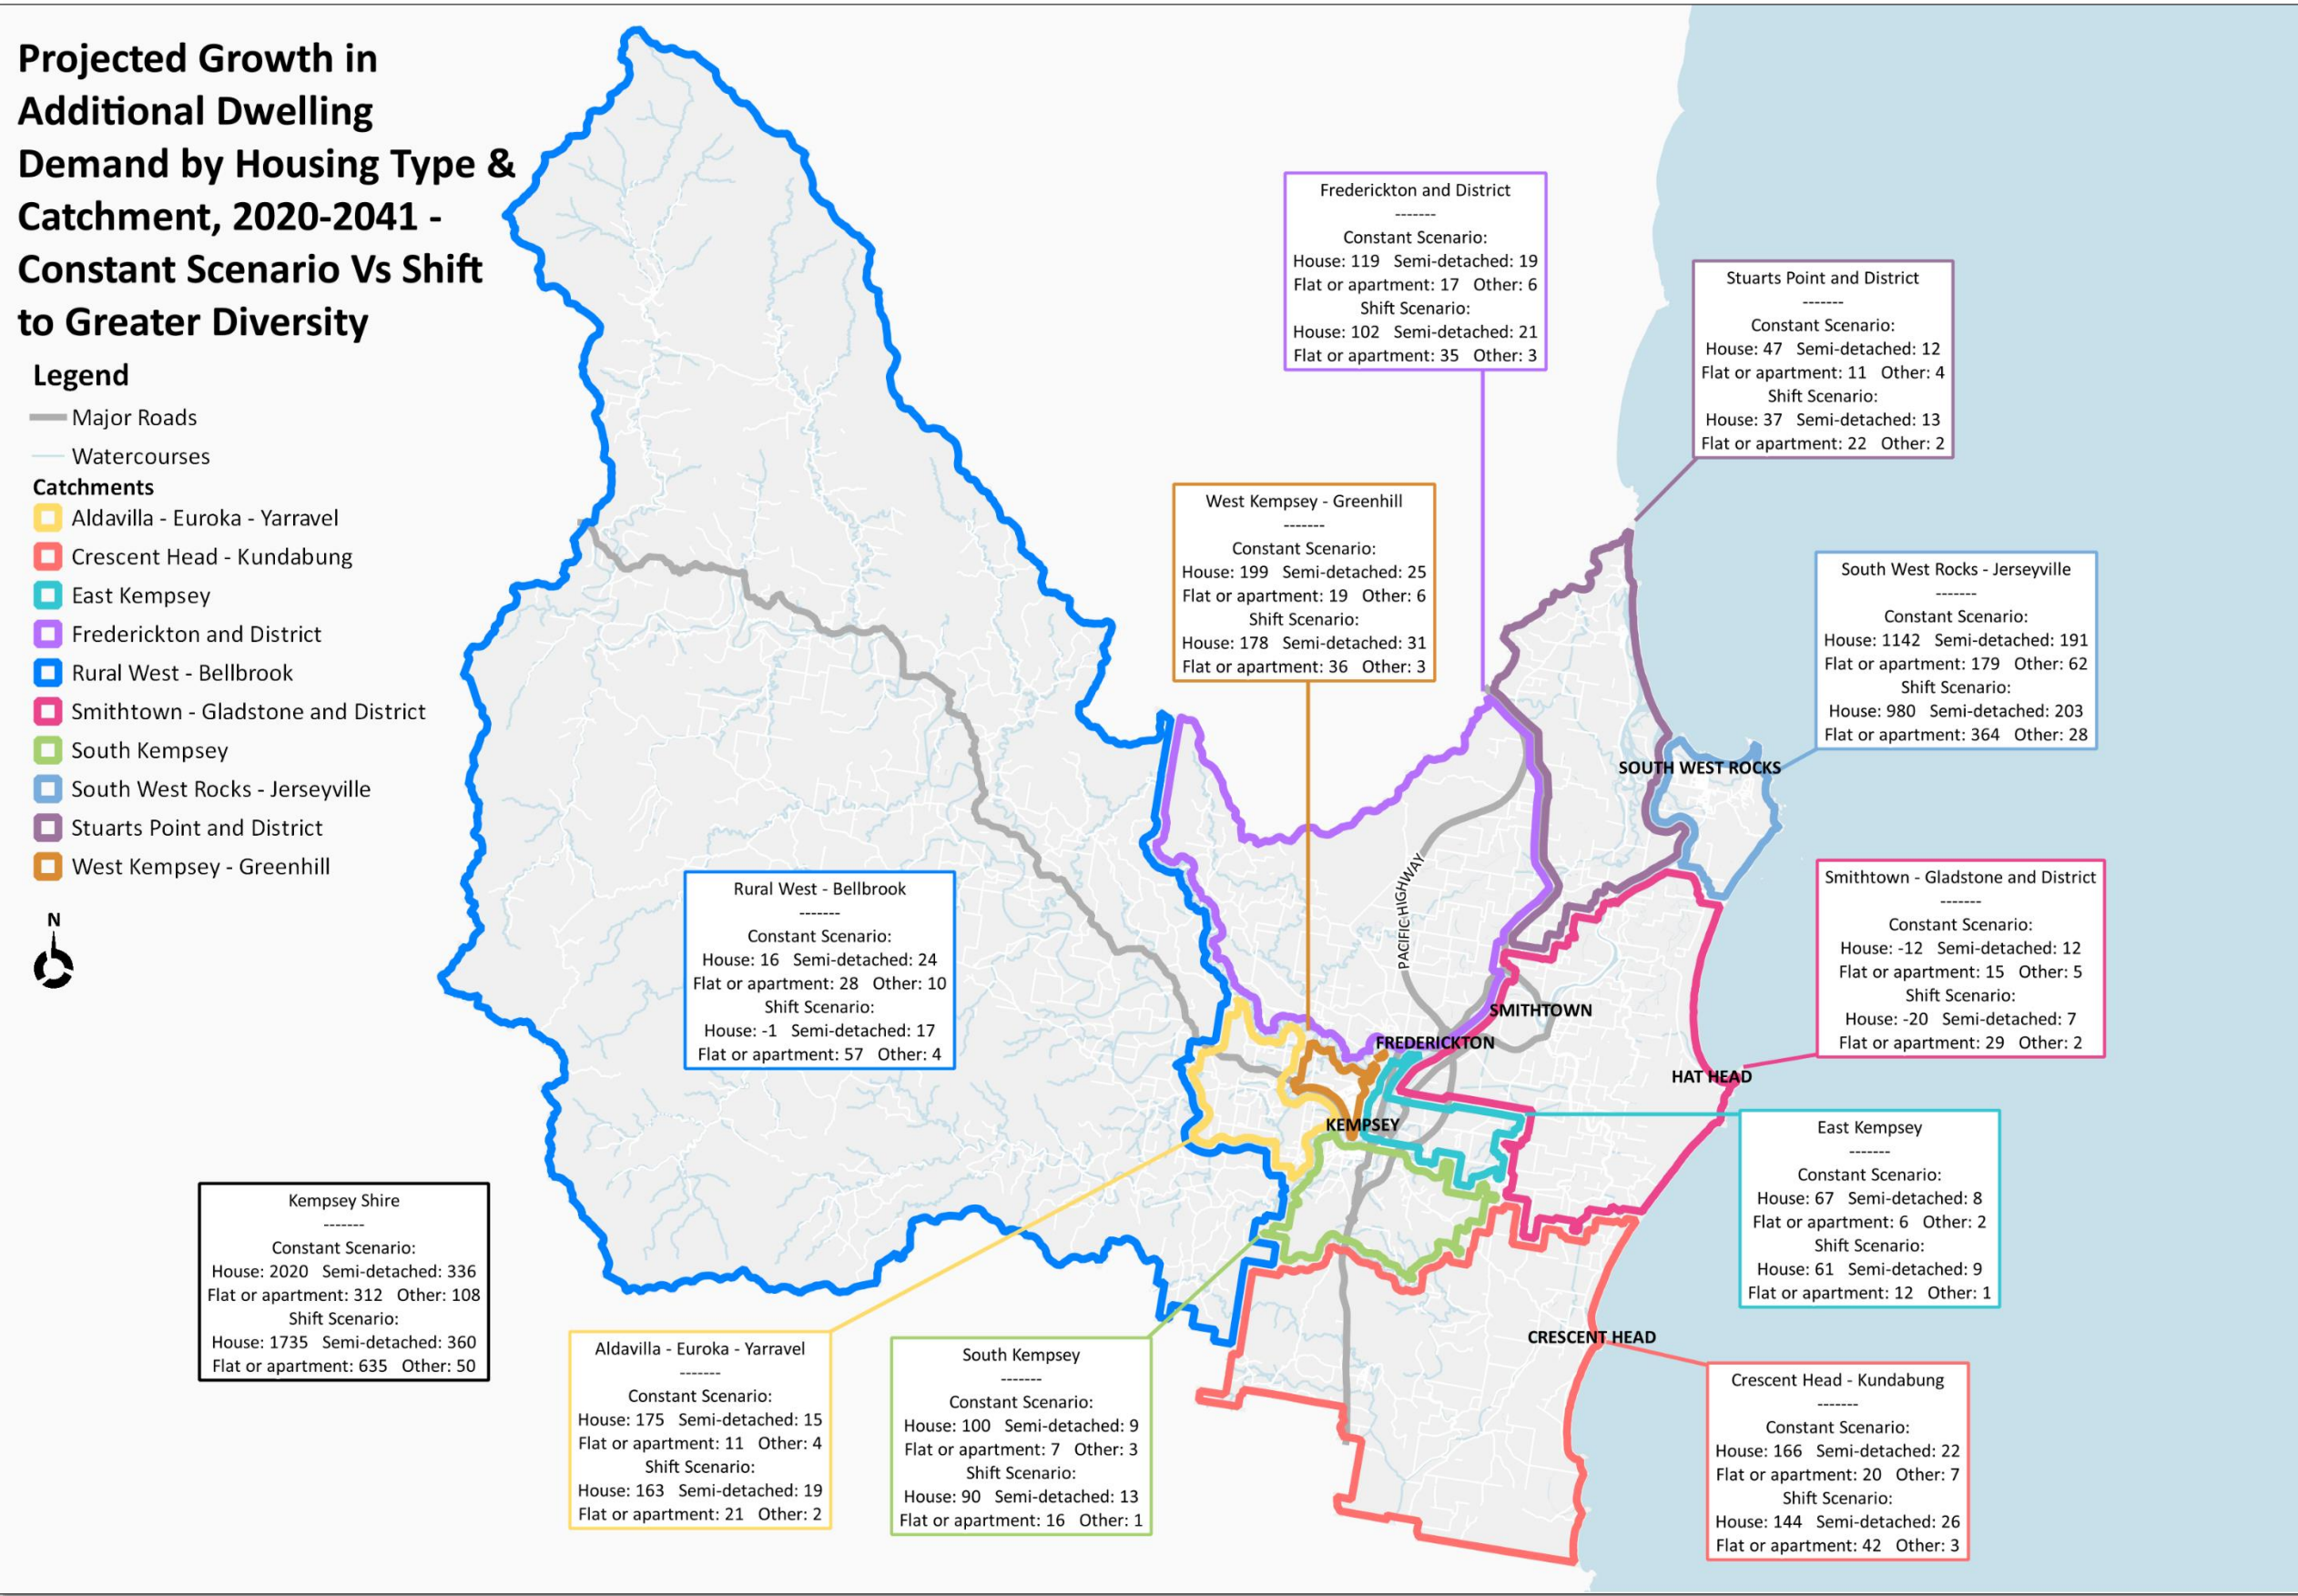 Projected Growth in
Additional Dwelling
Demand by Housing Type &
Catchment, 2020-2041 -
Constant Scenario Vs Shift
to Greater Diversity
Legend
Major Roads
Watercourses
Catchments
Aldavilla - Euroka - Yarravel
Crescent Head - Kundabung
East Kempsey
Frederickton and District
Rural West - Bellbrook
Smithtown - Gladstone and District
South Kempsey
South West Rocks - Jerseyville
Stuarts Point and District
West Kempsey - Greenhill
N
Frederickton and District
-------
Constant Scenario:
House: 119 Semi-detached: 19
Flat or apartment: 17 Other: 6
Shift Scenario:
House: 102 Semi-detached: 21
Flat or apartment: 35 Other: 3
Stuarts Point and District
-------
Constant Scenario:
House: 47 Semi-detached: 12
Flat or apartment: 11 Other: 4
Shift Scenario:
House: 37 Semi-detached: 13
Flat or apartment: 22 Other: 2
West Kempsey - Greenhill
-------
Constant Scenario:
House: 199 Semi-detached: 25
Flat or apartment: 19 Other: 6
Shift Scenario:
House: 178 Semi-detached: 31
Flat or apartment: 36 Other: 3
South West Rocks - Jerseyville
-------
Constant Scenario:
House: 1142 Semi-detached: 191
Flat or apartment: 179 Other: 62
Shift Scenario:
House: 980 Semi-detached: 203
Flat or apartment: 364 Other: 28
SOUTH WEST ROCKS
PACIFIC HIGHWAY
Rural West - Bellbrook
-------
Constant Scenario:
House: 16 Semi-detached: 24
Flat or apartment: 28 Other: 10
Shift Scenario:
House: -1 Semi-detached: 17
Flat or apartment: 57 Other: 4
Smithtown - Gladstone and District
-------
Constant Scenario:
House: -12 Semi-detached: 12
Flat or apartment: 15 Other: 5
Shift Scenario:
House: -20 Semi-detached: 7
Flat or apartment: 29 Other: 2
SMITHTOWN
FREDERICKTON
HAT HEAD
KEMPSEY
East Kempsey
-------
Constant Scenario:
House: 67 Semi-detached: 8
Flat or apartment: 6 Other: 2
Shift Scenario:
House: 61 Semi-detached: 9
Flat or apartment: 12 Other: 1
Kempsey Shire
-------
Constant Scenario:
House: 2020 Semi-detached: 336
Flat or apartment: 312 Other: 108
Shift Scenario:
House: 1735 Semi-detached: 360
Flat or apartment: 635 Other: 50
CRESCENT HEAD
Aldavilla - Euroka - Yarravel
-------
Constant Scenario:
House: 175 Semi-detached: 15
Flat or apartment: 11 Other: 4
Shift Scenario:
House: 163 Semi-detached: 19
Flat or apartment: 21 Other: 2
South Kempsey
-------
Constant Scenario:
House: 100 Semi-detached: 9
Flat or apartment: 7 Other: 3
Shift Scenario:
House: 90 Semi-detached: 13
Flat or apartment: 16 Other: 1
Crescent Head - Kundabung
-------
Constant Scenario:
House: 166 Semi-detached: 22
Flat or apartment: 20 Other: 7
Shift Scenario:
House: 144 Semi-detached: 26
Flat or apartment: 42 Other: 3